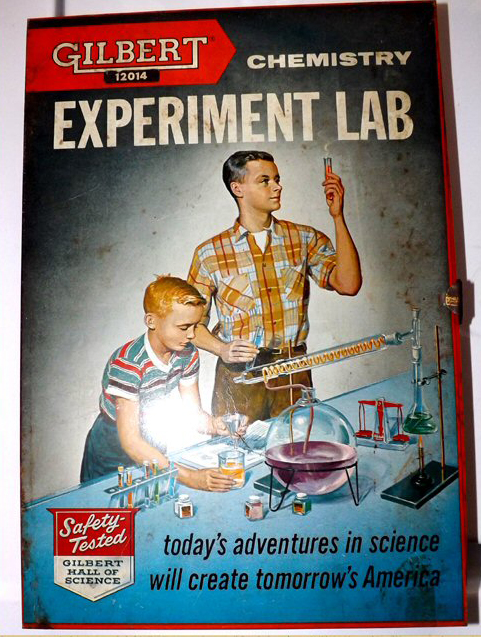 GILBERT
12014
CHEMISTRY
EXPERIMENT LAB
Safety-
Tested
GILBERT
HALL OF
SCIENCE
today's adventures in science
will create tomorrow's America